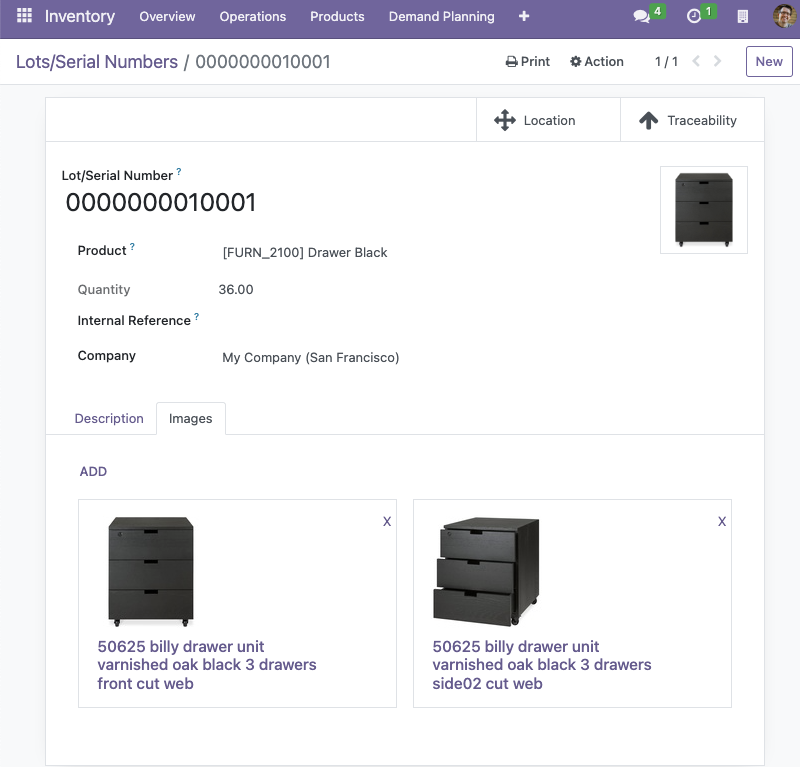 Inventory Overview Operations Products Demand Planning + 4 1
Lots/Serial Numbers / 0000000010001 Print Action 1 / 1 New
Location Traceability
Lot/Serial Number ?
0000000010001
Product ? [FURN_2100] Drawer Black
Quantity 36.00
Internal Reference ?
Company My Company (San Francisco)
Description Images
ADD
X X
50625 billy drawer unit
varnished oak black 3 drawers
front cut web
50625 billy drawer unit
varnished oak black 3 drawers
side02 cut web